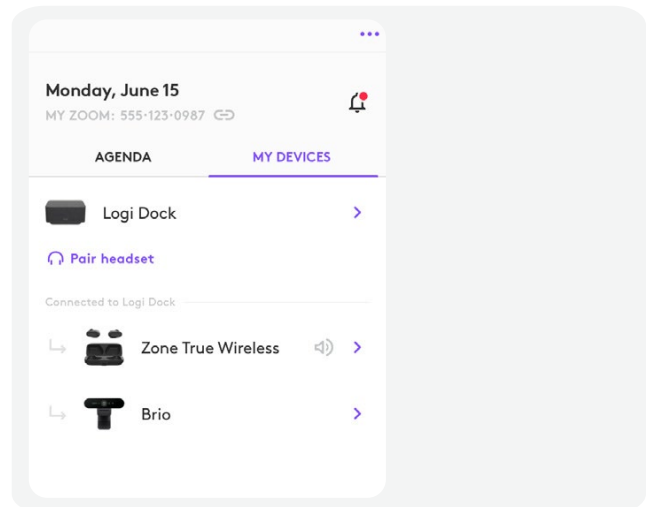 Monday, June 15
MY ZOOM: 555-123-0987
AGENDA
MY DEVICES
Logi Dock
Pair headset
Connected to Logi Dock
Zone True Wireless
Brio